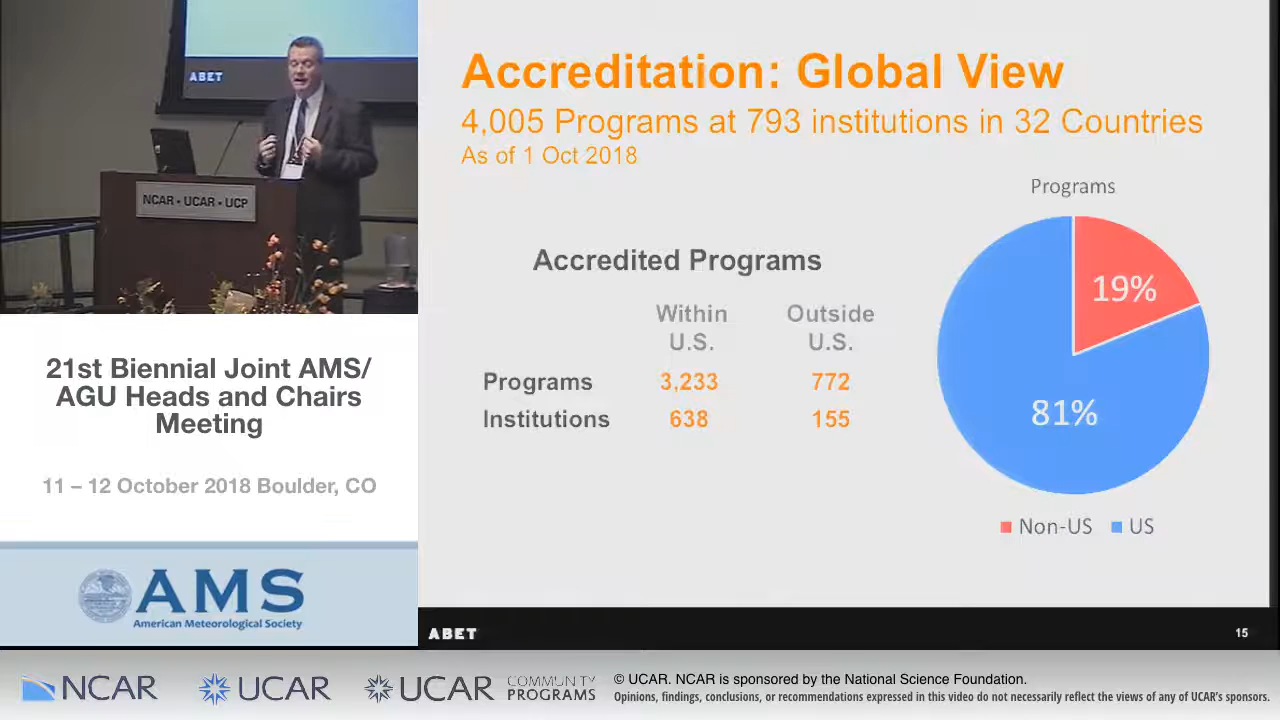 ABET
NCAR • UCAR • UCP
21st Biennial Joint AMS/
AGU Heads and Chairs
Meeting
11 – 12 October 2018 Boulder, CO
AMS
American Meteorological Society
Accreditation: Global View
4,005 Programs at 793 institutions in 32 Countries
As of 1 Oct 2018
Accredited Programs
Within Outside
U.S. U.S.
Programs 3,233 772
Institutions 638 155
Programs
19%
81%
Non-US US
ABET
15
NCAR UCAR UCAR COMMUNITY PROGRAMS
© UCAR. NCAR is sponsored by the National Science Foundation.
Opinions, findings, conclusions, or recommendations expressed in this video do not necessarily reflect the views of any of UCAR's sponsors.